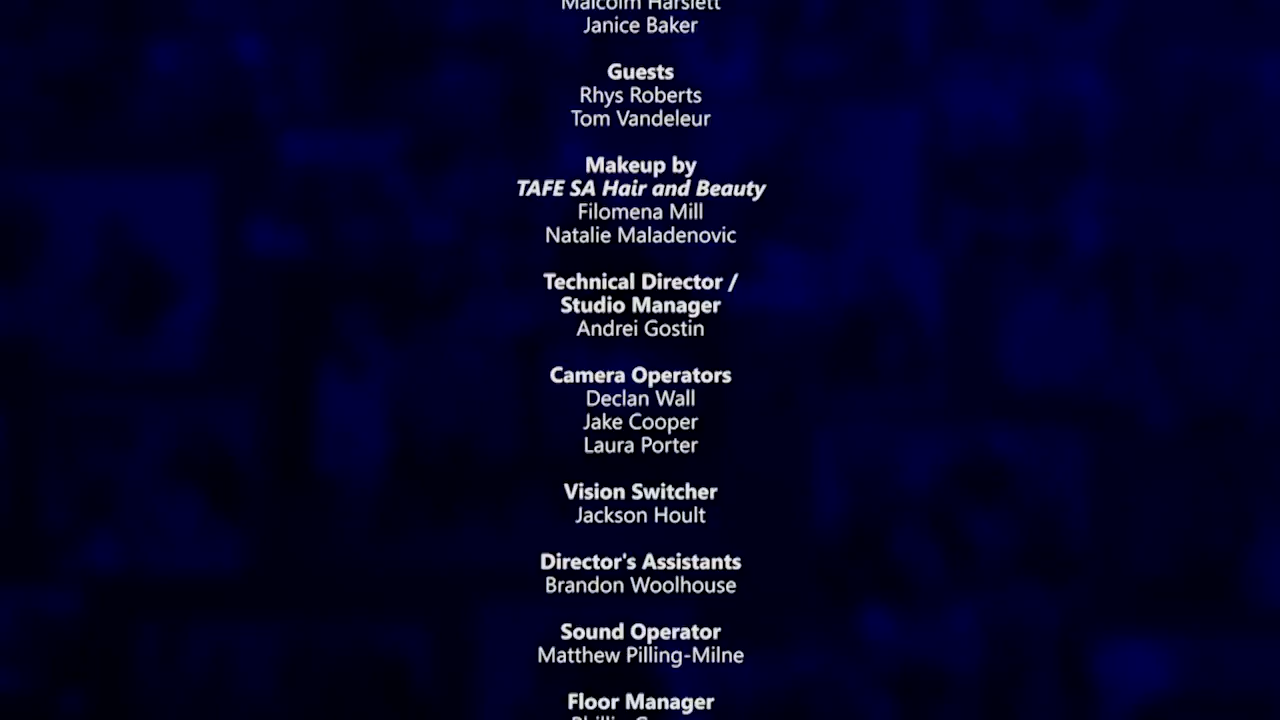 Malcolm Harslett
Janice Baker
Guests
Rhys Roberts
Tom Vandeleur
Makeup by
TAFE SA Hair and Beauty
Filomena Mill
Natalie Maladenovic
Technical Director /
Studio Manager
Andrei Gostin
Camera Operators
Declan Wall
Jake Cooper
Laura Porter
Vision Switcher
Jackson Hoult
Director's Assistants
Brandon Woolhouse
Sound Operator
Matthew Pilling-Milne
Floor Manager